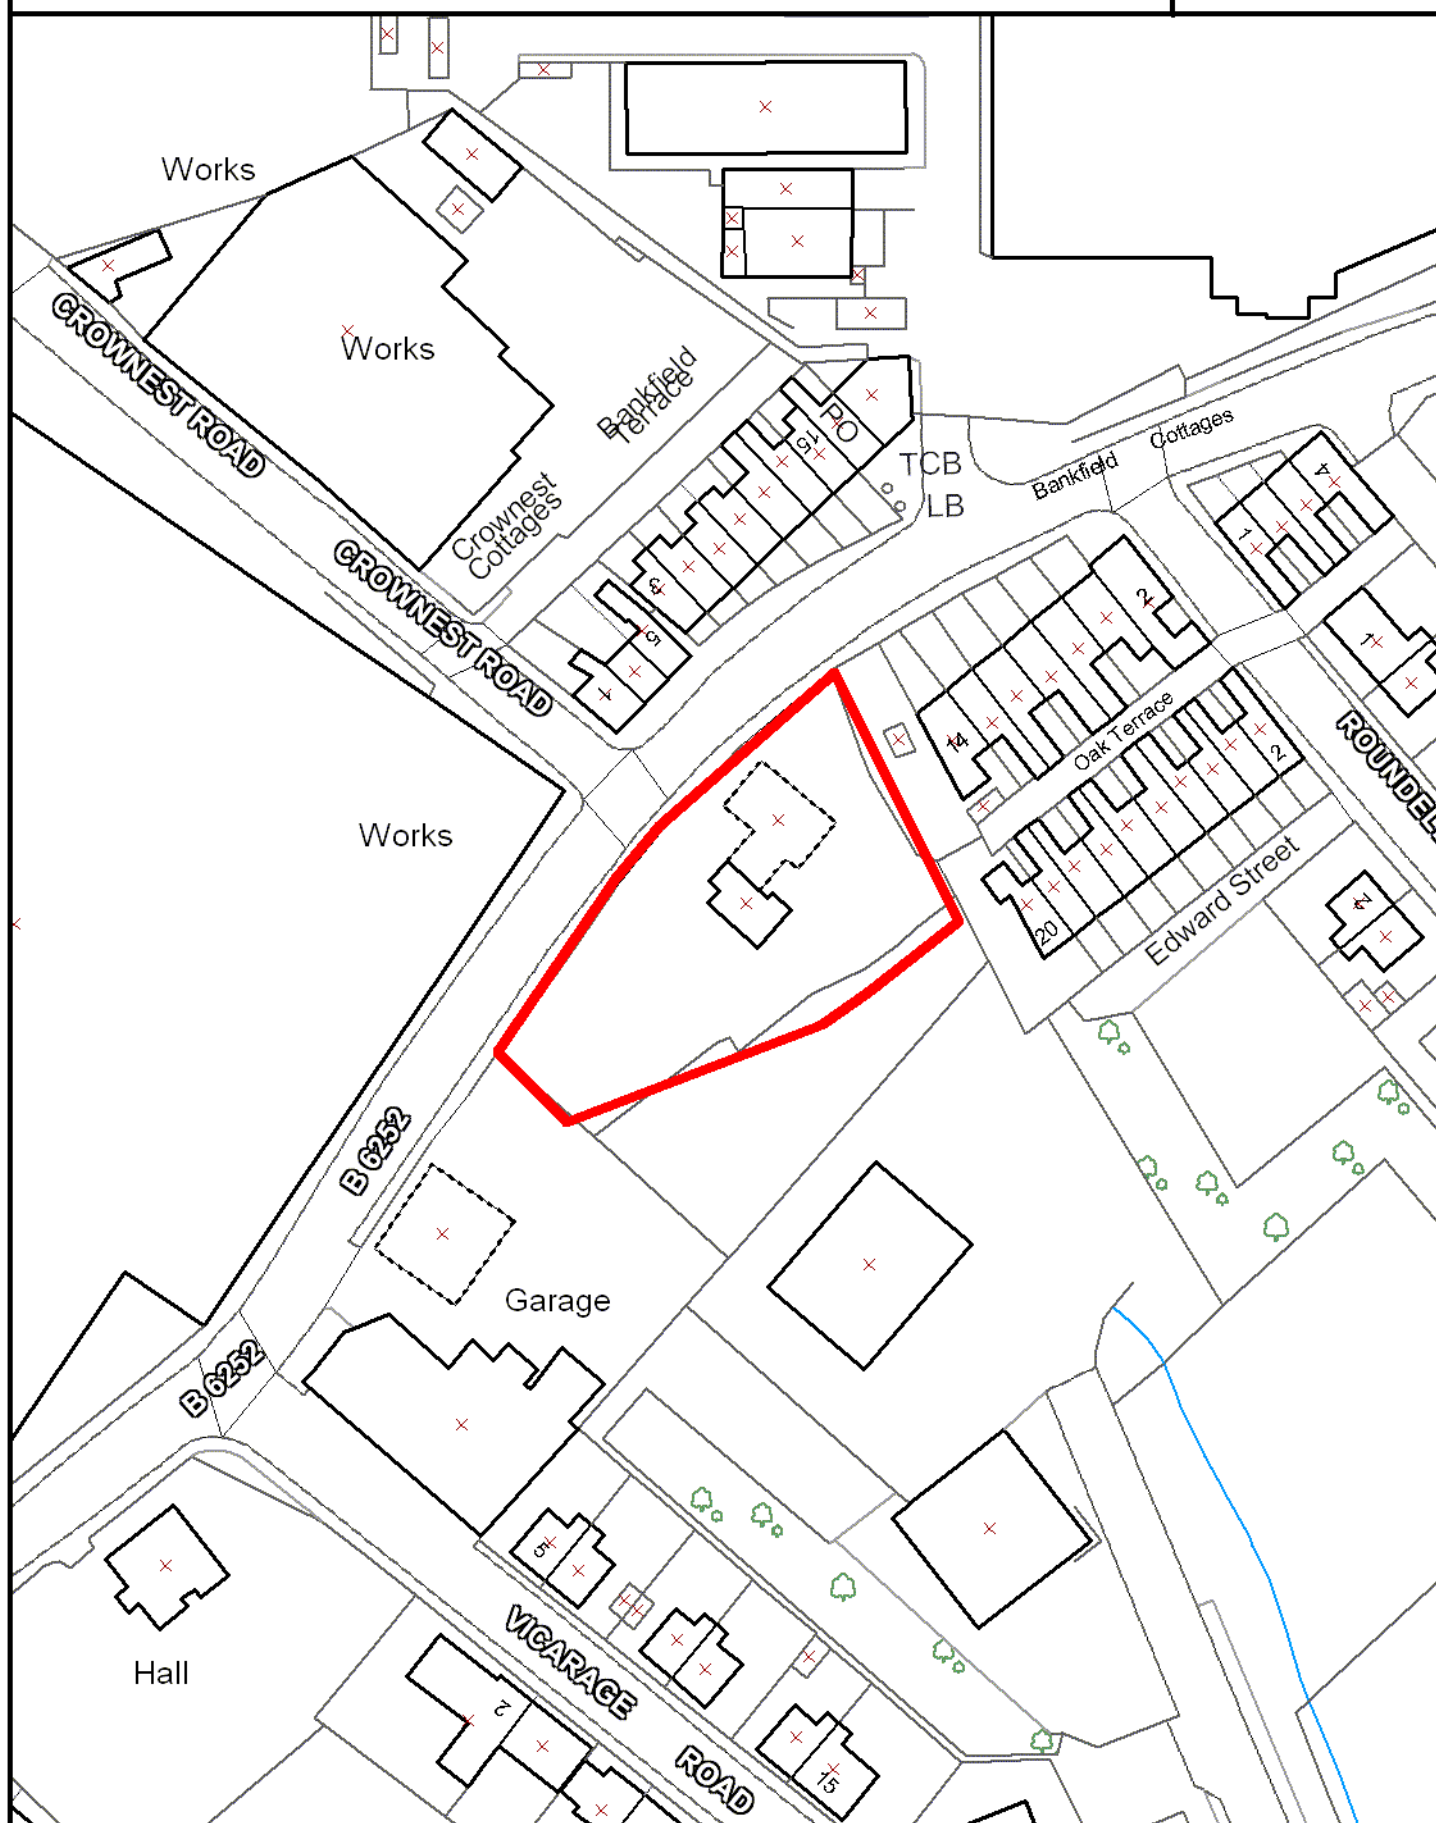 Works
CROWNEST ROAD
Works
Bankfield
Terrace
PO
15
TCB
LB
Bankfield Cottages
4
1
Crownest
Cottages
CROWNEST ROAD
3
5
1
2
1
14
Oak Terrace
2
ROUNDEL
Works
20
Edward Street
2
B 6252
Garage
B 6252
5
Hall
VICARAGE
ROAD
2
15